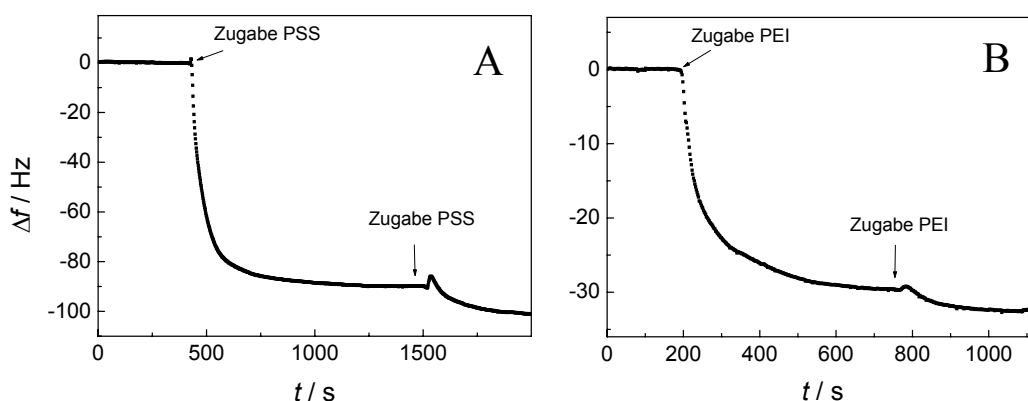 Zugabe PSS
A
0
-20
-40
-60
-80
-100
Δf / Hz
Zugabe PSS
0 500 1000 1500
t / s
Zugabe PEI
B
0
-10
-20
-30
Zugabe PEI
0 200 400 600 800 1000
t / s